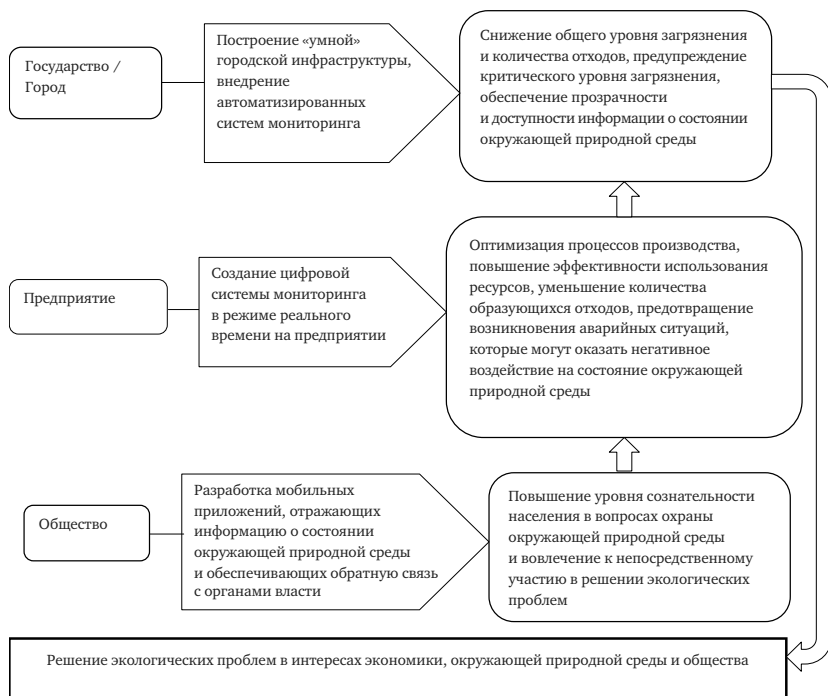 Государство /
Город
Построение «умной»
городской инфраструктуры,
внедрение
автоматизированных
систем мониторинга
Снижение общего уровня загрязнения
и количества отходов, предупреждение
критического уровня загрязнения,
обеспечение прозрачности
и доступности информации о состоянии
окружающей природной среды
Предприятие
Создание цифровой
системы мониторинга
в режиме реального
времени на предприятии
Оптимизация процессов производства,
повышение эффективности использования
ресурсов, уменьшение количества
образующихся отходов, предотвращение
возникновения аварийных ситуаций,
которые могут оказать негативное
воздействие на состояние окружающей
природной среды
Общество
Разработка мобильных
приложений, отражающих
информацию о состоянии
окружающей природной среды
и обеспечивающих обратную связь
с органами власти
Повышение уровня сознательности
населения в вопросах охраны
окружающей природной среды
и вовлечение к непосредственному
участию в решении экологических
проблем
Решение экологических проблем в интересах экономики, окружающей природной среды и общества